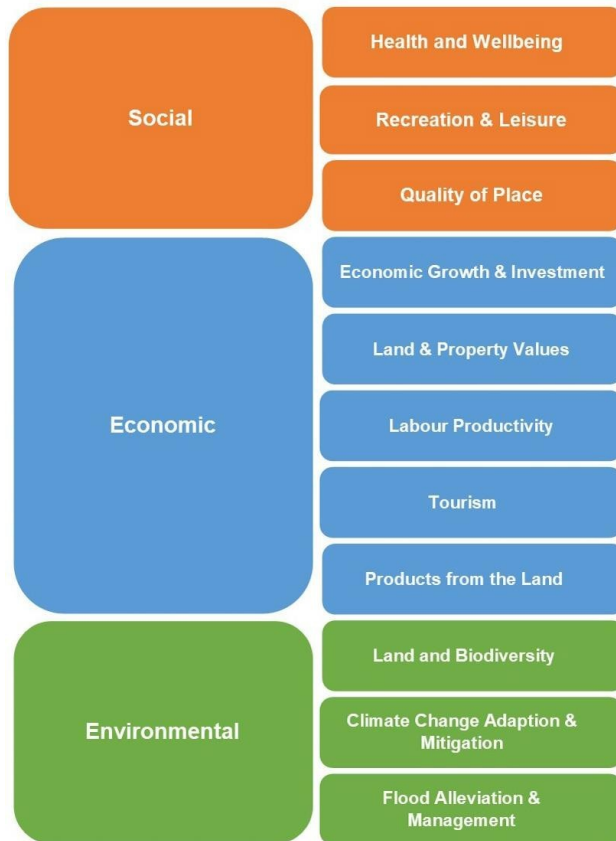 Social
Health and Wellbeing
Recreation & Leisure
Quality of Place
Economic
Economic Growth & Investment
Land & Property Values
Labour Productivity
Tourism
Products from the Land
Environmental
Land and Biodiversity
Climate Change Adaption &
Mitigation
Flood Alleviation &
Management